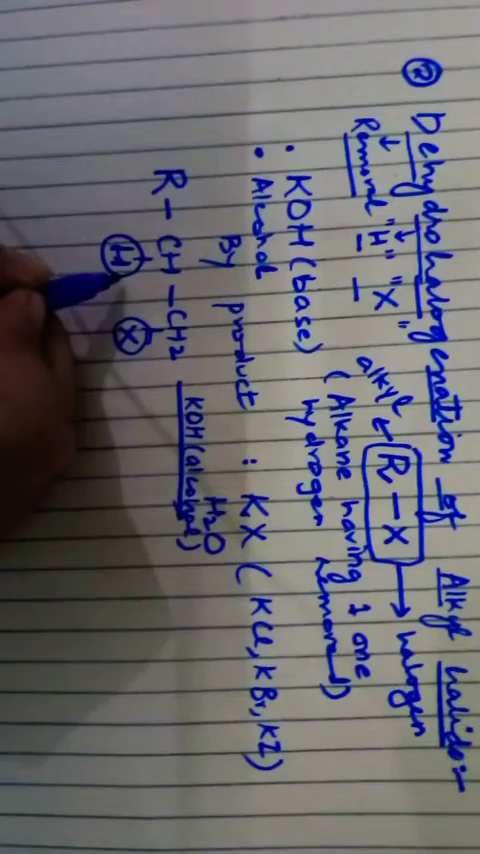 ② Dehydrohalogenation of Alkyl halide:-
Removal "H" "X"
alkyl R-X → halogen
(Alkane having 1 one
hydrogen removed)
: KOH (base)
• Alcohol
By product : KX (KCl, KBr, KI)
H₂O
R - CH - CH₂ KOH (alcohol)
H X